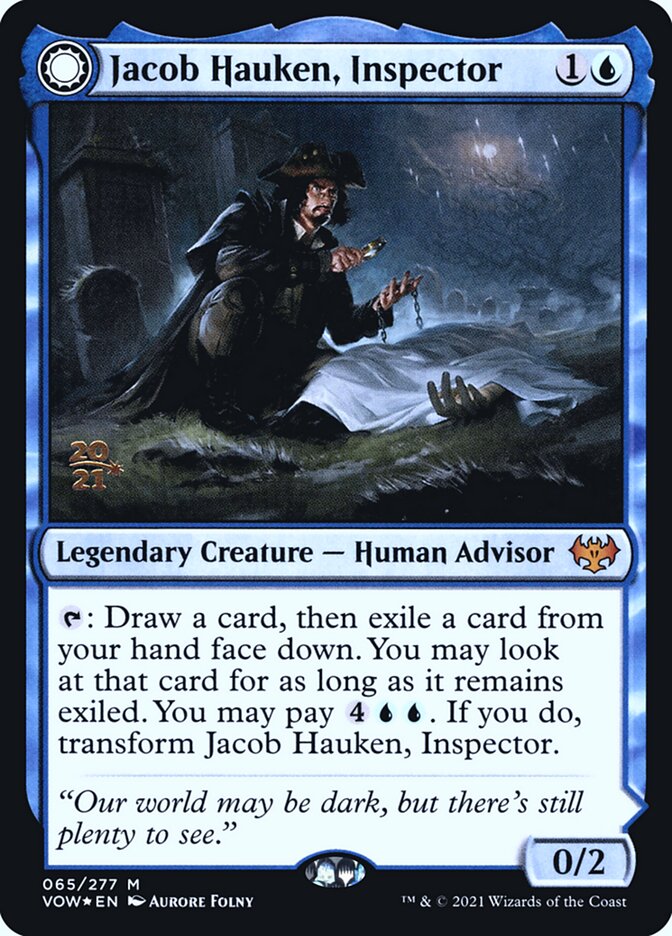 Jacob Hauken, Inspector 1
20
21
Legendary Creature — Human Advisor
: Draw a card, then exile a card from
your hand face down. You may look
at that card for as long as it remains
exiled. You may pay 4. If you do,
transform Jacob Hauken, Inspector.
“Our world may be dark, but there’s still
plenty to see.”
0/2
065/277 M
VOW★EN Aurore Folny
™ & © 2021 Wizards of the Coast